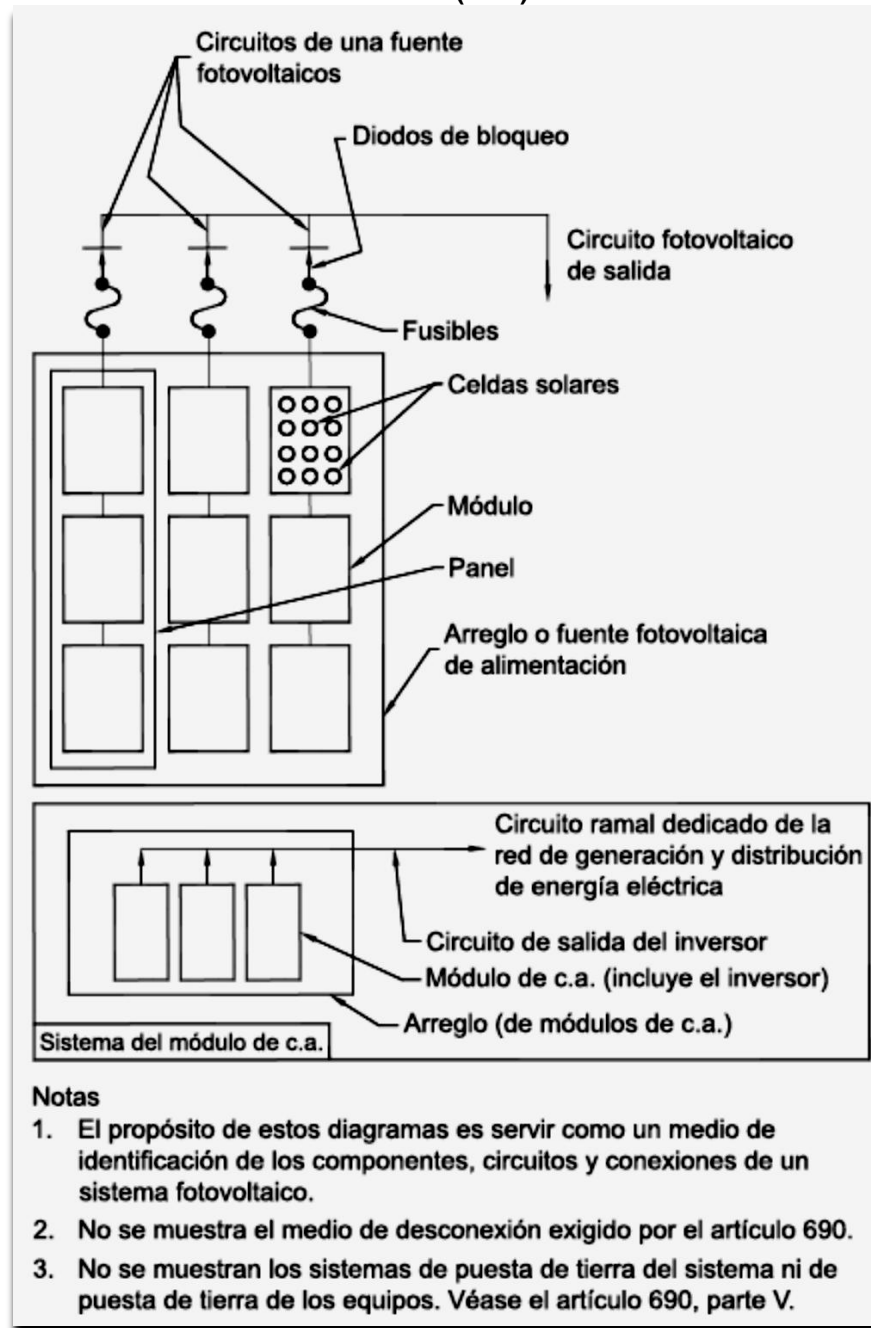 Circuitos de una fuente
fotovoltaicos
Diodos de bloqueo
Circuito fotovoltaico
de salida
Fusibles
Celdas solares
Módulo
Panel
Arreglo o fuente fotovoltaica
de alimentación
Circuito ramal dedicado de la
red de generación y distribución
de energía eléctrica
Circuito de salida del inversor
Módulo de c.a. (incluye el inversor)
Arreglo (de módulos de c.a.)
Sistema del módulo de c.a.
Notas
1. El propósito de estos diagramas es servir como un medio de
identificación de los componentes, circuitos y conexiones de un
sistema fotovoltaico.
2. No se muestra el medio de desconexión exigido por el artículo 690.
3. No se muestran los sistemas de puesta de tierra del sistema ni de
puesta de tierra de los equipos. Véase el artículo 690, parte V.